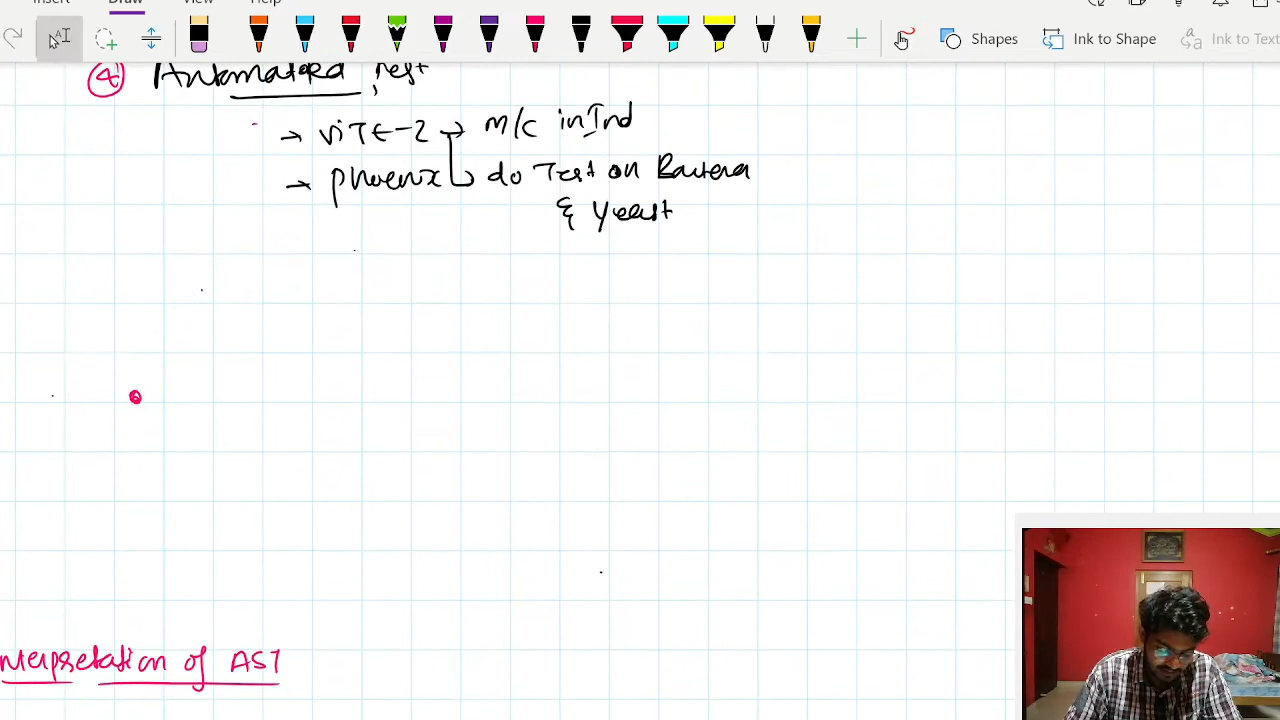 Insert Draw View Help
Shapes Ink to Shape Ink to Text
④ Automated Test
→ ViTE-2 → M/C in Ind
→ phoenix do Test on Bacteria
& Yeast
nterpretation of AST